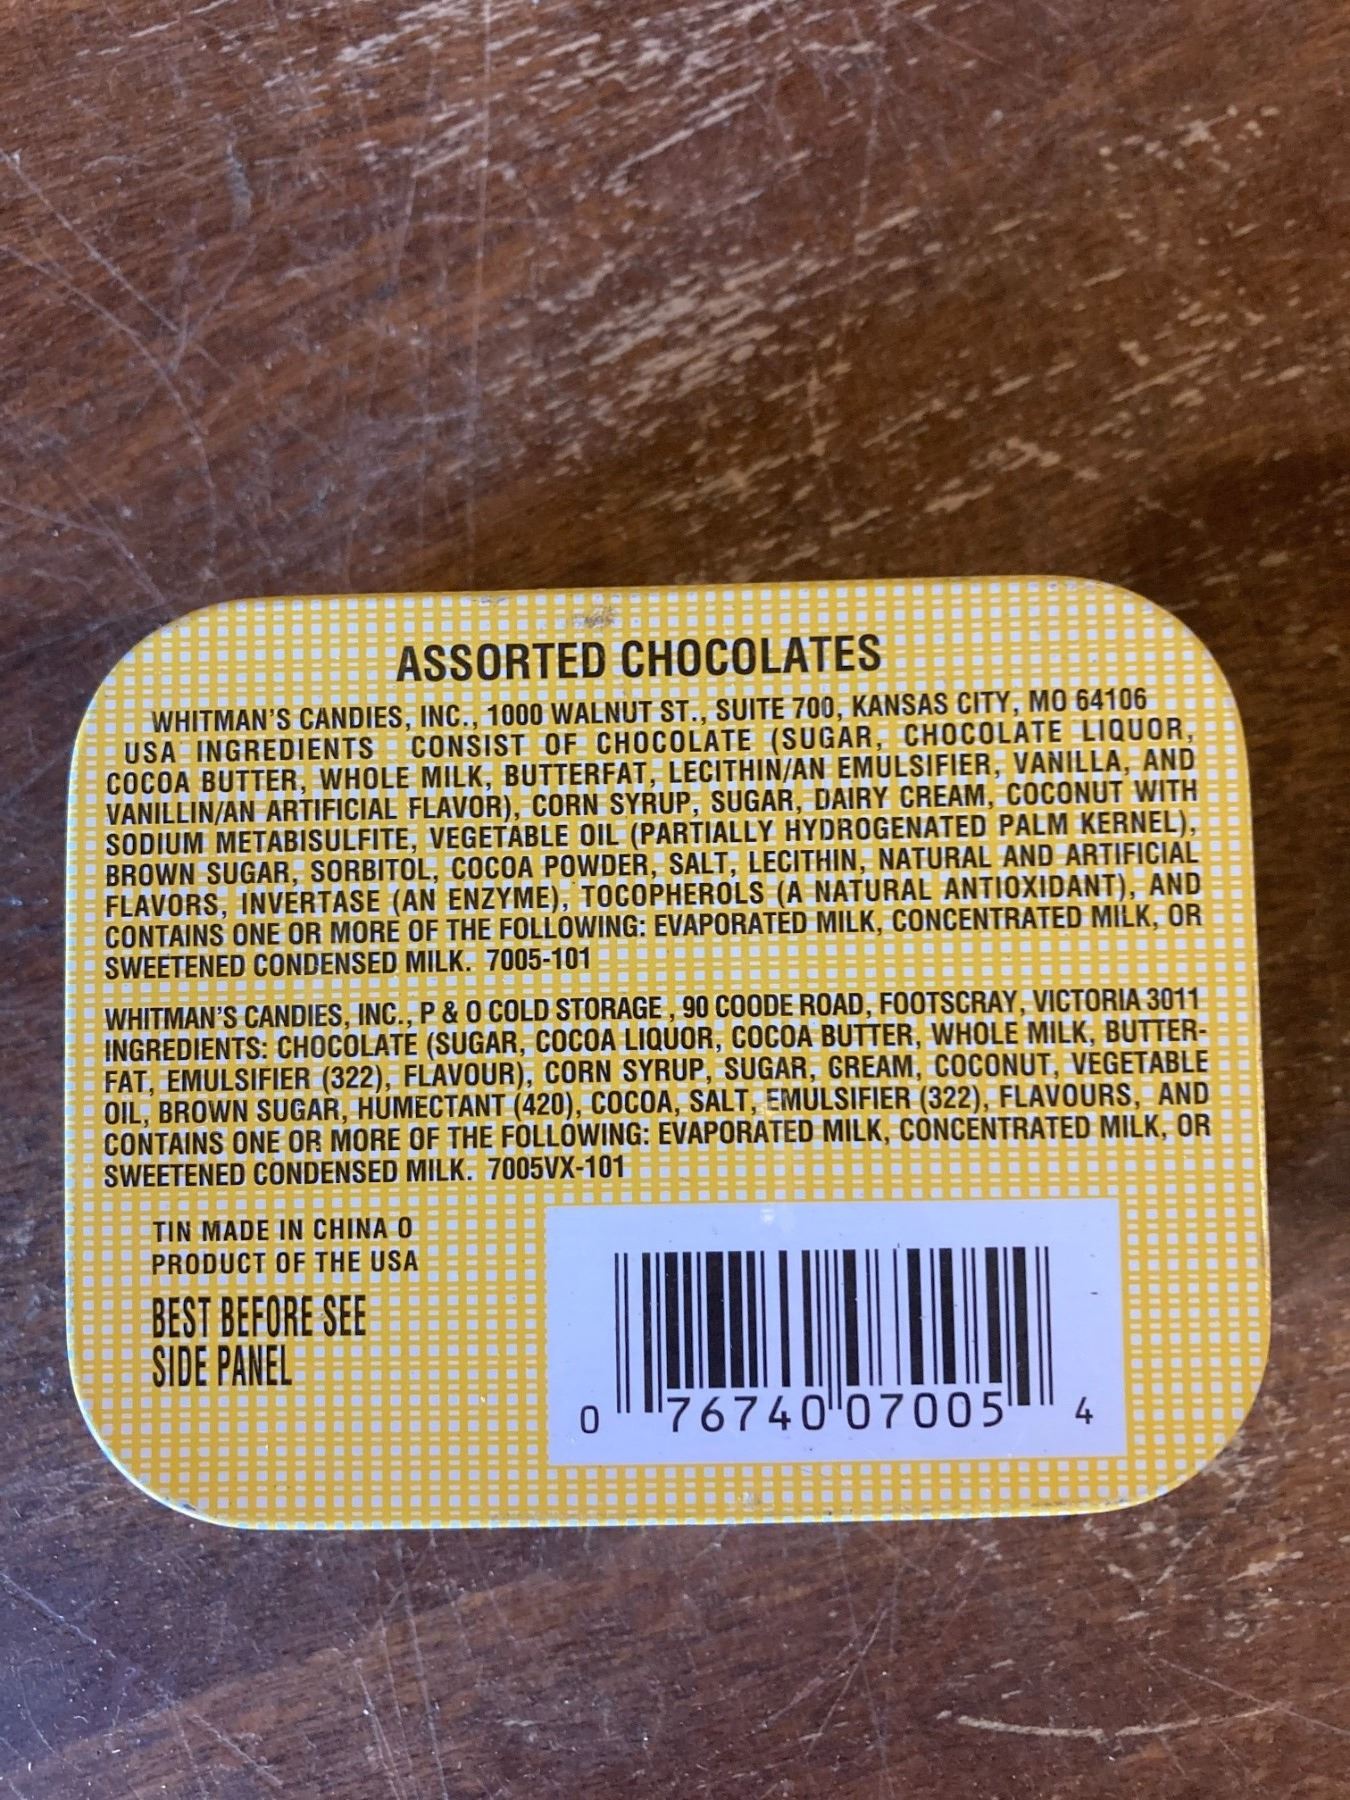 ASSORTED CHOCOLATES
WHITMAN'S CANDIES, INC., 1000 WALNUT ST., SUITE 700, KANSAS CITY, MO 64106
USA INGREDIENTS CONSIST OF CHOCOLATE (SUGAR, CHOCOLATE LIQUOR,
COCOA BUTTER, WHOLE MILK, BUTTERFAT, LECITHIN/AN EMULSIFIER, VANILLA, AND
VANILLIN/AN ARTIFICIAL FLAVOR), CORN SYRUP, SUGAR, DAIRY CREAM, COCONUT WITH
SODIUM METABISULFITE, VEGETABLE OIL (PARTIALLY HYDROGENATED PALM KERNEL),
BROWN SUGAR, SORBITOL, COCOA POWDER, SALT, LECITHIN, NATURAL AND ARTIFICIAL
FLAVORS, INVERTASE (AN ENZYME), TOCOPHEROLS (A NATURAL ANTIOXIDANT), AND
CONTAINS ONE OR MORE OF THE FOLLOWING: EVAPORATED MILK, CONCENTRATED MILK, OR
SWEETENED CONDENSED MILK. 7005-101
WHITMAN'S CANDIES, INC., P & O COLD STORAGE , 90 COODE ROAD, FOOTSCRAY, VICTORIA 3011
INGREDIENTS: CHOCOLATE (SUGAR, COCOA LIQUOR, COCOA BUTTER, WHOLE MILK, BUTTER-
FAT, EMULSIFIER (322), FLAVOUR), CORN SYRUP, SUGAR, GREAM, COCONUT, VEGETABLE
OIL, BROWN SUGAR, HUMECTANT (420), COCOA, SALT, EMULSIFIER (322), FLAVOURS, AND
CONTAINS ONE OR MORE OF THE FOLLOWING: EVAPORATED MILK, CONCENTRATED MILK, OR
SWEETENED CONDENSED MILK. 7005VX-101
TIN MADE IN CHINA O
PRODUCT OF THE USA
BEST BEFORE SEE
SIDE PANEL
0 76740 07005 4